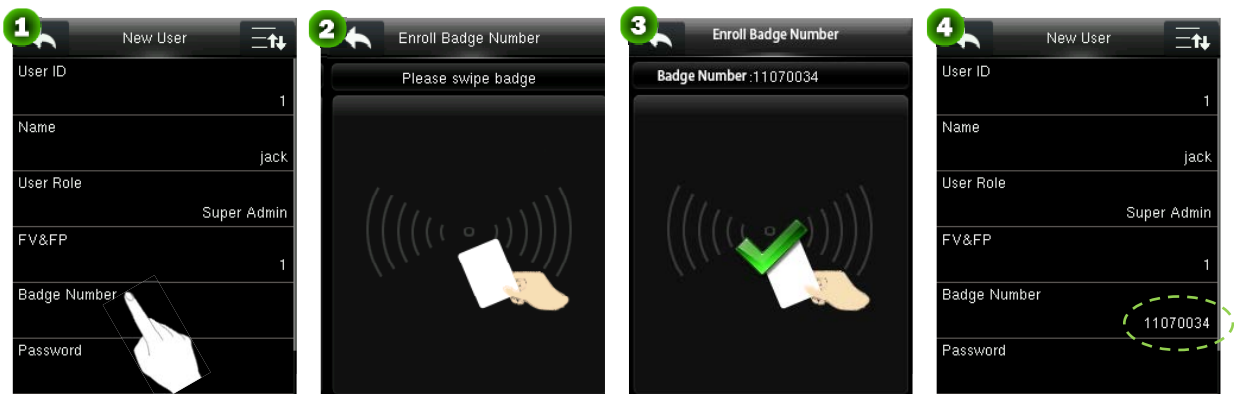 1
New User
User ID
1
Name
jack
User Role
Super Admin
FV&FP
1
Badge Number
Password
2
Enroll Badge Number
Please swipe badge
3
Enroll Badge Number
Badge Number :11070034
4
New User
User ID
1
Name
jack
User Role
Super Admin
FV&FP
1
Badge Number
11070034
Password